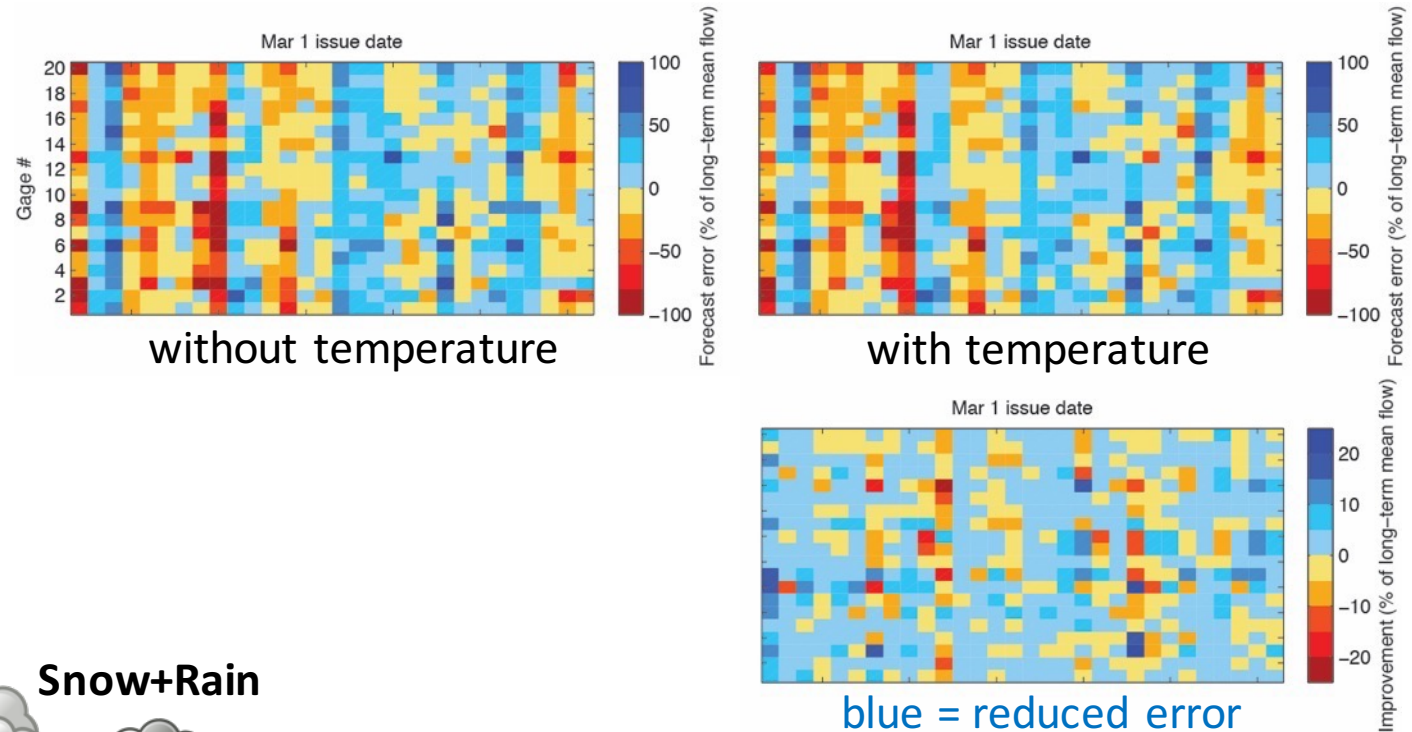 Mar 1 issue date
Gage #
20
18
16
14
12
10
8
6
4
2
100
50
0
−50
−100
Forecast error (% of long−term mean flow)
without temperature
Mar 1 issue date
100
50
0
−50
−100
Forecast error (% of long−term mean flow)
with temperature
Mar 1 issue date
20
10
0
−10
−20
Improvement (% of long−term mean flow)
blue = reduced error
Snow+Rain